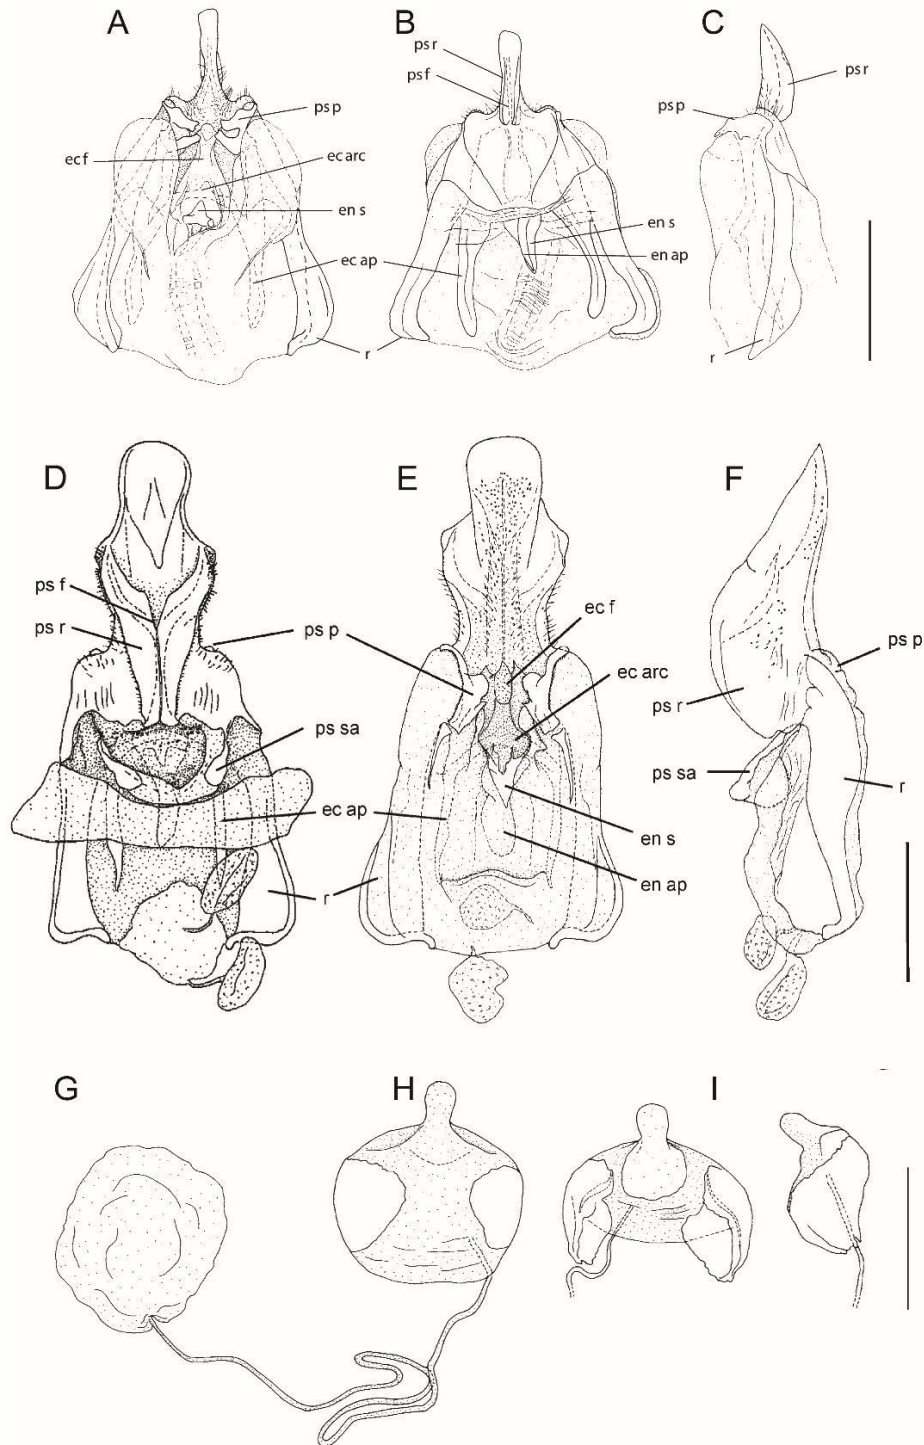 A
B
C
ps r
ps f
ps r
ps p
ps p
ec f
ec arc
en s
en s
en ap
ec ap
r
r
D
E
F
ps f
ps r
ps p
ec f
ec arc
ps p
ps r
ps sa
ps sa
r
ec ap
en s
en ap
r
G
H
I